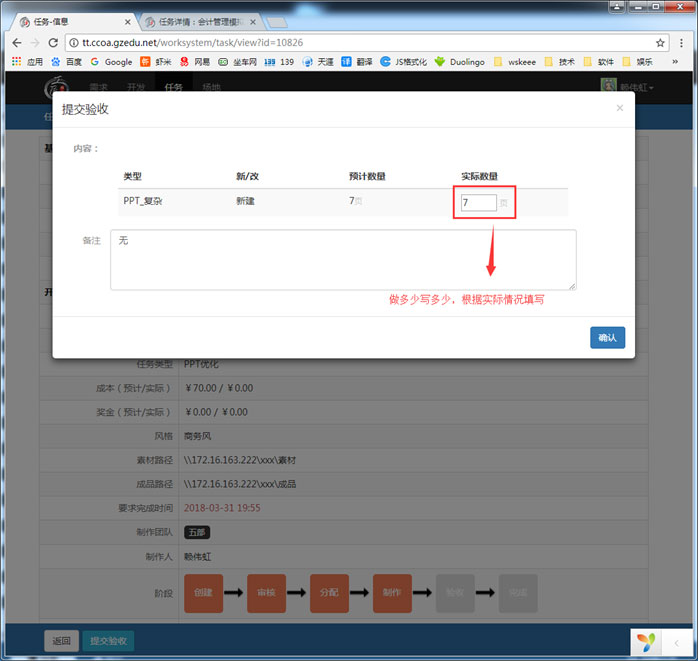 任务-信息
任务详情：会计管理模拟
tt.ccoa.gzedu.net/worksystem/task/view?id=10826
应用 百度 Google 虾米 网易 坐车网 139 139 天涯 译 翻译 JS格式化 Duolingo wskeee 技术 软件 娱乐 »
需求 开发 任务 场地 赖伟虹
提交验收 ×
内容：
类型 新/改 预计数量 实际数量
PPT_复杂 新建 7页 7 页
备注 无
做多少写多少，根据实际情况填写
确认
任务类型 PPT优化
成本（预计/实际） ￥70.00 / ￥0.00
奖金（预计/实际） ￥0.00 / ￥0.00
风格 商务风
素材路径 \\172.16.163.222\xxx\素材
成品路径 \\172.16.163.222\xxx\成品
要求完成时间 2018-03-31 19:55
制作团队 五部
制作人 赖伟虹
阶段 创建 审核 分配 制作 验收 完成
返回 提交验收